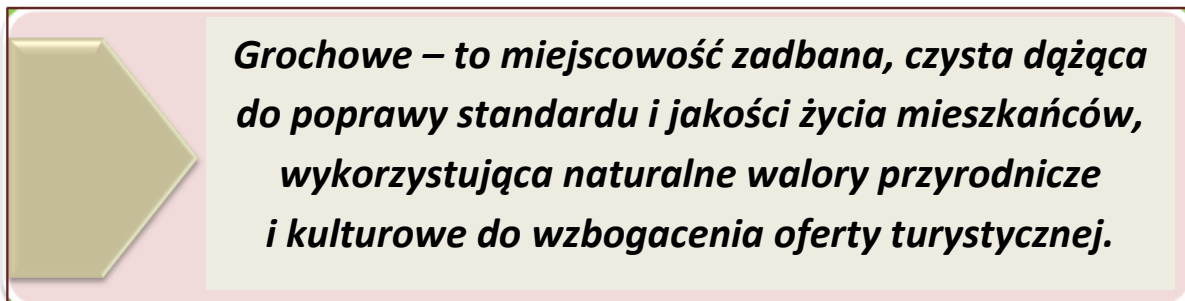 Grochowe – to miejscowość zadbana, czysta dążąca
do poprawy standardu i jakości życia mieszkańców,
wykorzystująca naturalne walory przyrodnicze
i kulturowe do wzbogacenia oferty turystycznej.